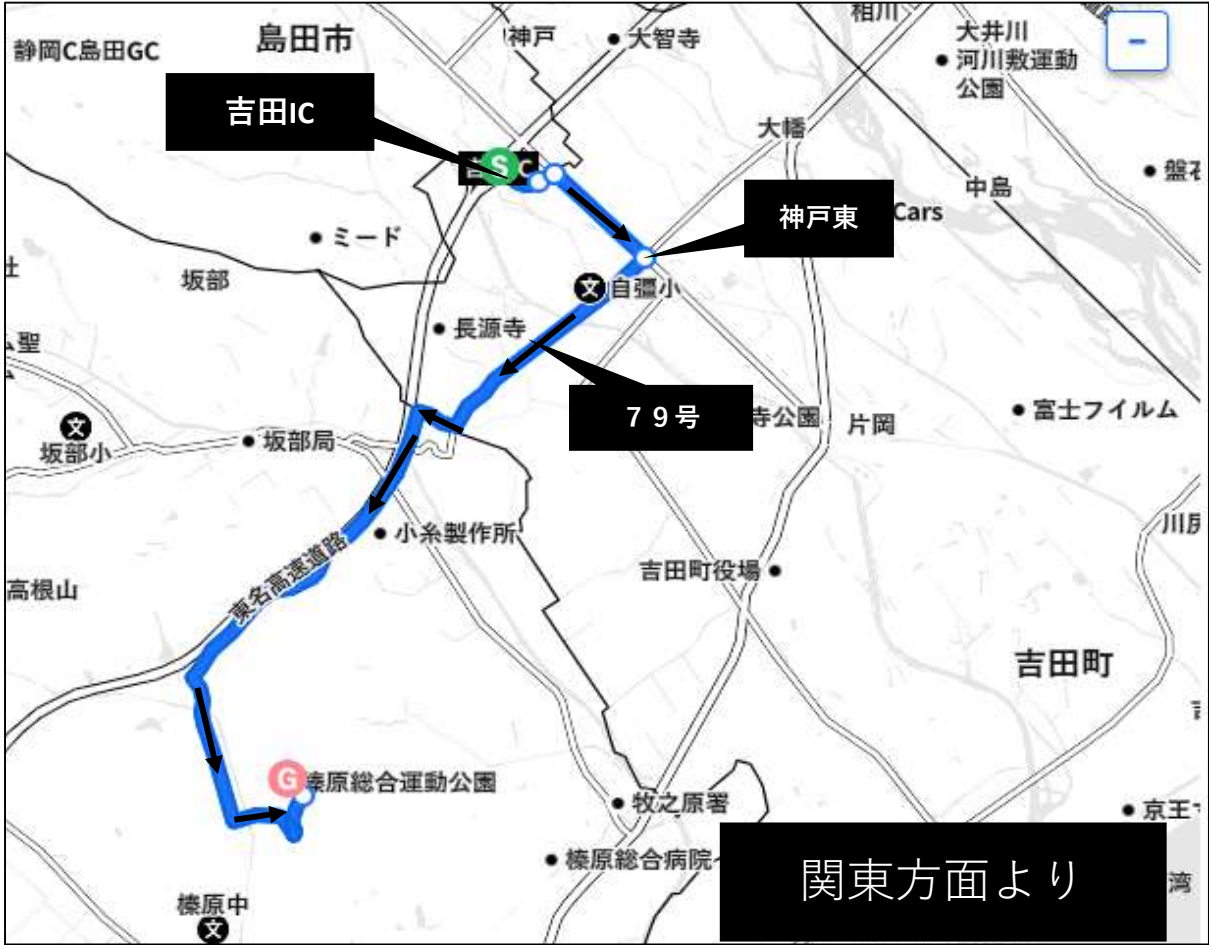 相川
静岡C島田GC
島田市
神戸
大智寺
大井川
河川敷運動
公園
吉田IC
大幡
S
中島
神戸東
Cars
ミード
坂部
文
自彊小
長源寺
79号
寺公園
片岡
富士フイルム
文
坂部小
坂部局
小糸製作所
川尻
東名高速道路
吉田町役場
高根山
吉田町
G
榛原総合運動公園
牧之原署
榛原総合病院
関東方面より
湾
榛原中
文